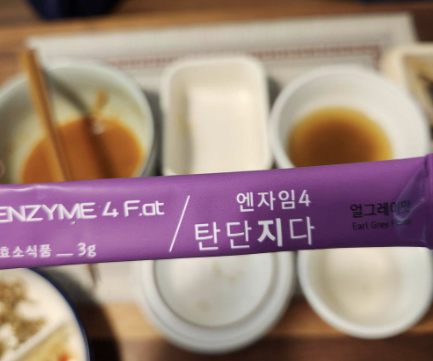 ENZYME 4 F.at
효소식품 __ 3g
엔자임4
탄단지다
얼그레이맛
Earl Grey